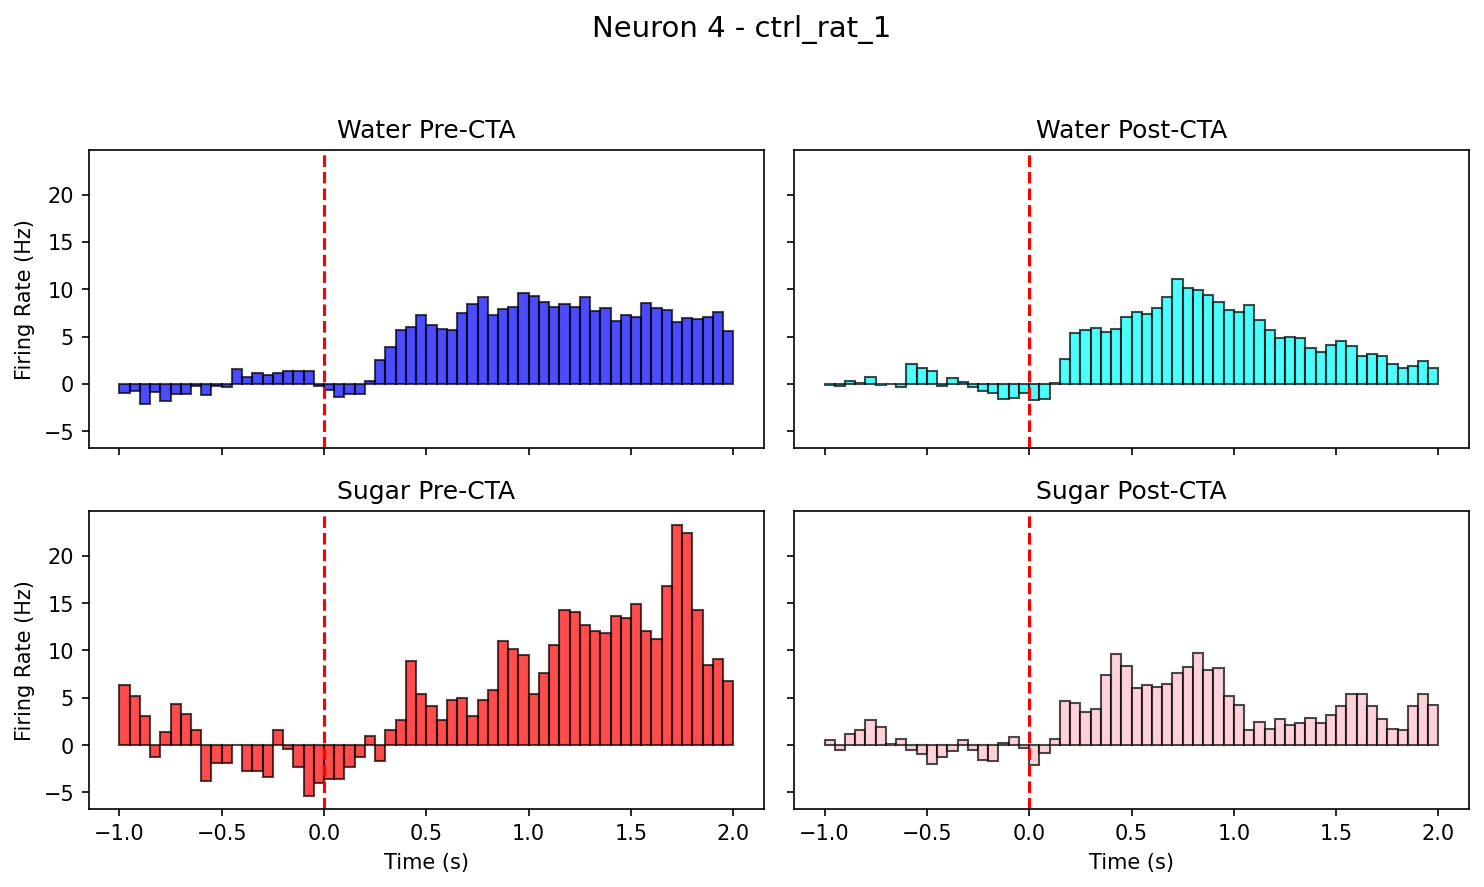 Neuron 4 - ctrl_rat_1
Water Pre-CTA
Water Post-CTA
Firing Rate (Hz)
20
15
10
5
0
−5
Sugar Pre-CTA
Sugar Post-CTA
Firing Rate (Hz)
20
15
10
5
0
−5
−1.0 −0.5 0.0 0.5 1.0 1.5 2.0
−1.0 −0.5 0.0 0.5 1.0 1.5 2.0
Time (s)
Time (s)